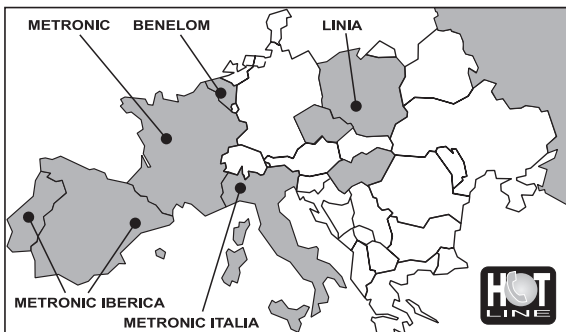 METRONIC
BENELOM
LINIA
METRONIC IBERICA
METRONIC ITALIA
HOT
LINE